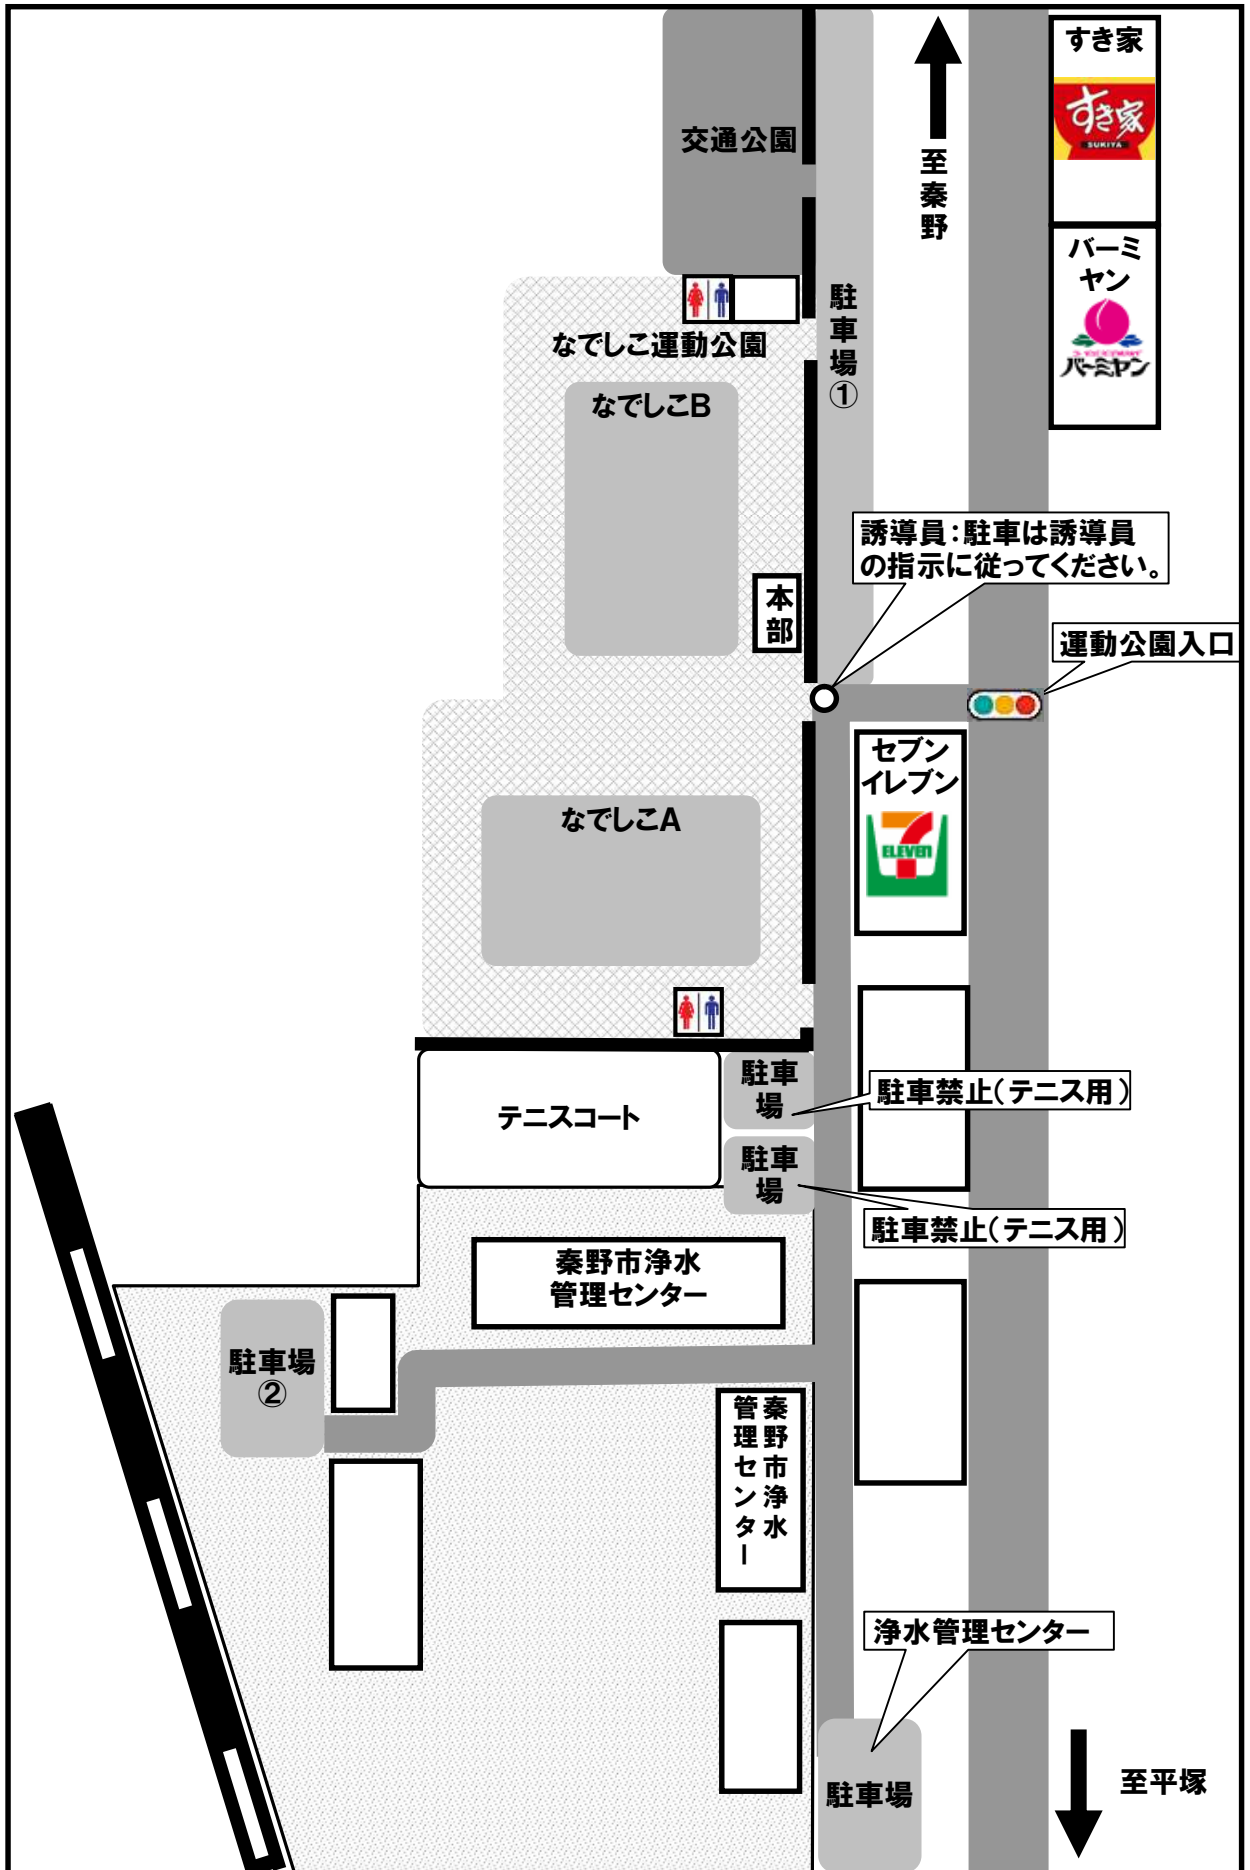 すき家
すき家
SUKIYA
交通公園
至秦野
バーミ
ヤン
バーミヤン
駐車場①
なでしこ運動公園
なでしこB
誘導員：駐車は誘導員
の指示に従ってください。
本部
運動公園入口
セブン
イレブン
7
ELEVEn
なでしこA
駐車
場
駐車禁止（テニス用）
テニスコート
駐車
場
駐車禁止（テニス用）
秦野市浄水
管理センター
駐車場
②
秦野市浄水
管理センター
浄水管理センター
駐車場
至平塚